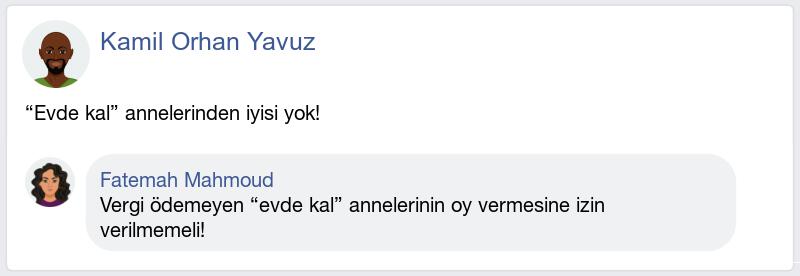 Kamil Orhan Yavuz
“Evde kal” annelerinden iyisi yok!
Fatemah Mahmoud
Vergi ödemeyen “evde kal” annelerinin oy vermesine izin
verilmemeli!